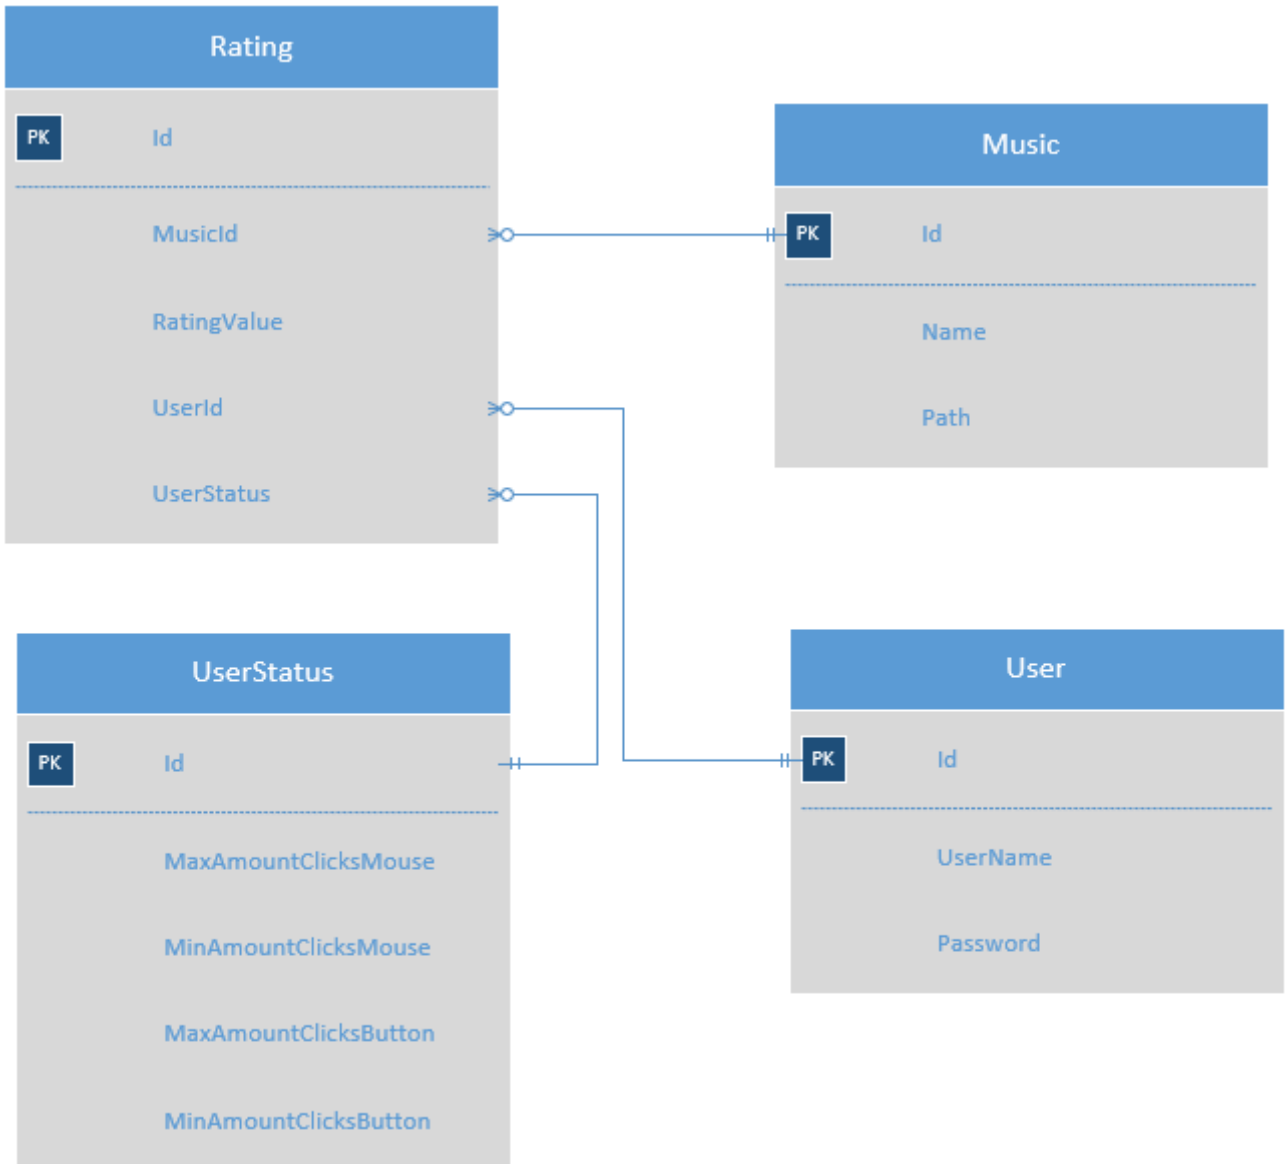 Rating
PK Id
MusicId
RatingValue
UserId
UserStatus
Music
PK Id
Name
Path
UserStatus
PK Id
MaxAmountClicksMouse
MinAmountClicksMouse
MaxAmountClicksButton
MinAmountClicksButton
User
PK Id
UserName
Password